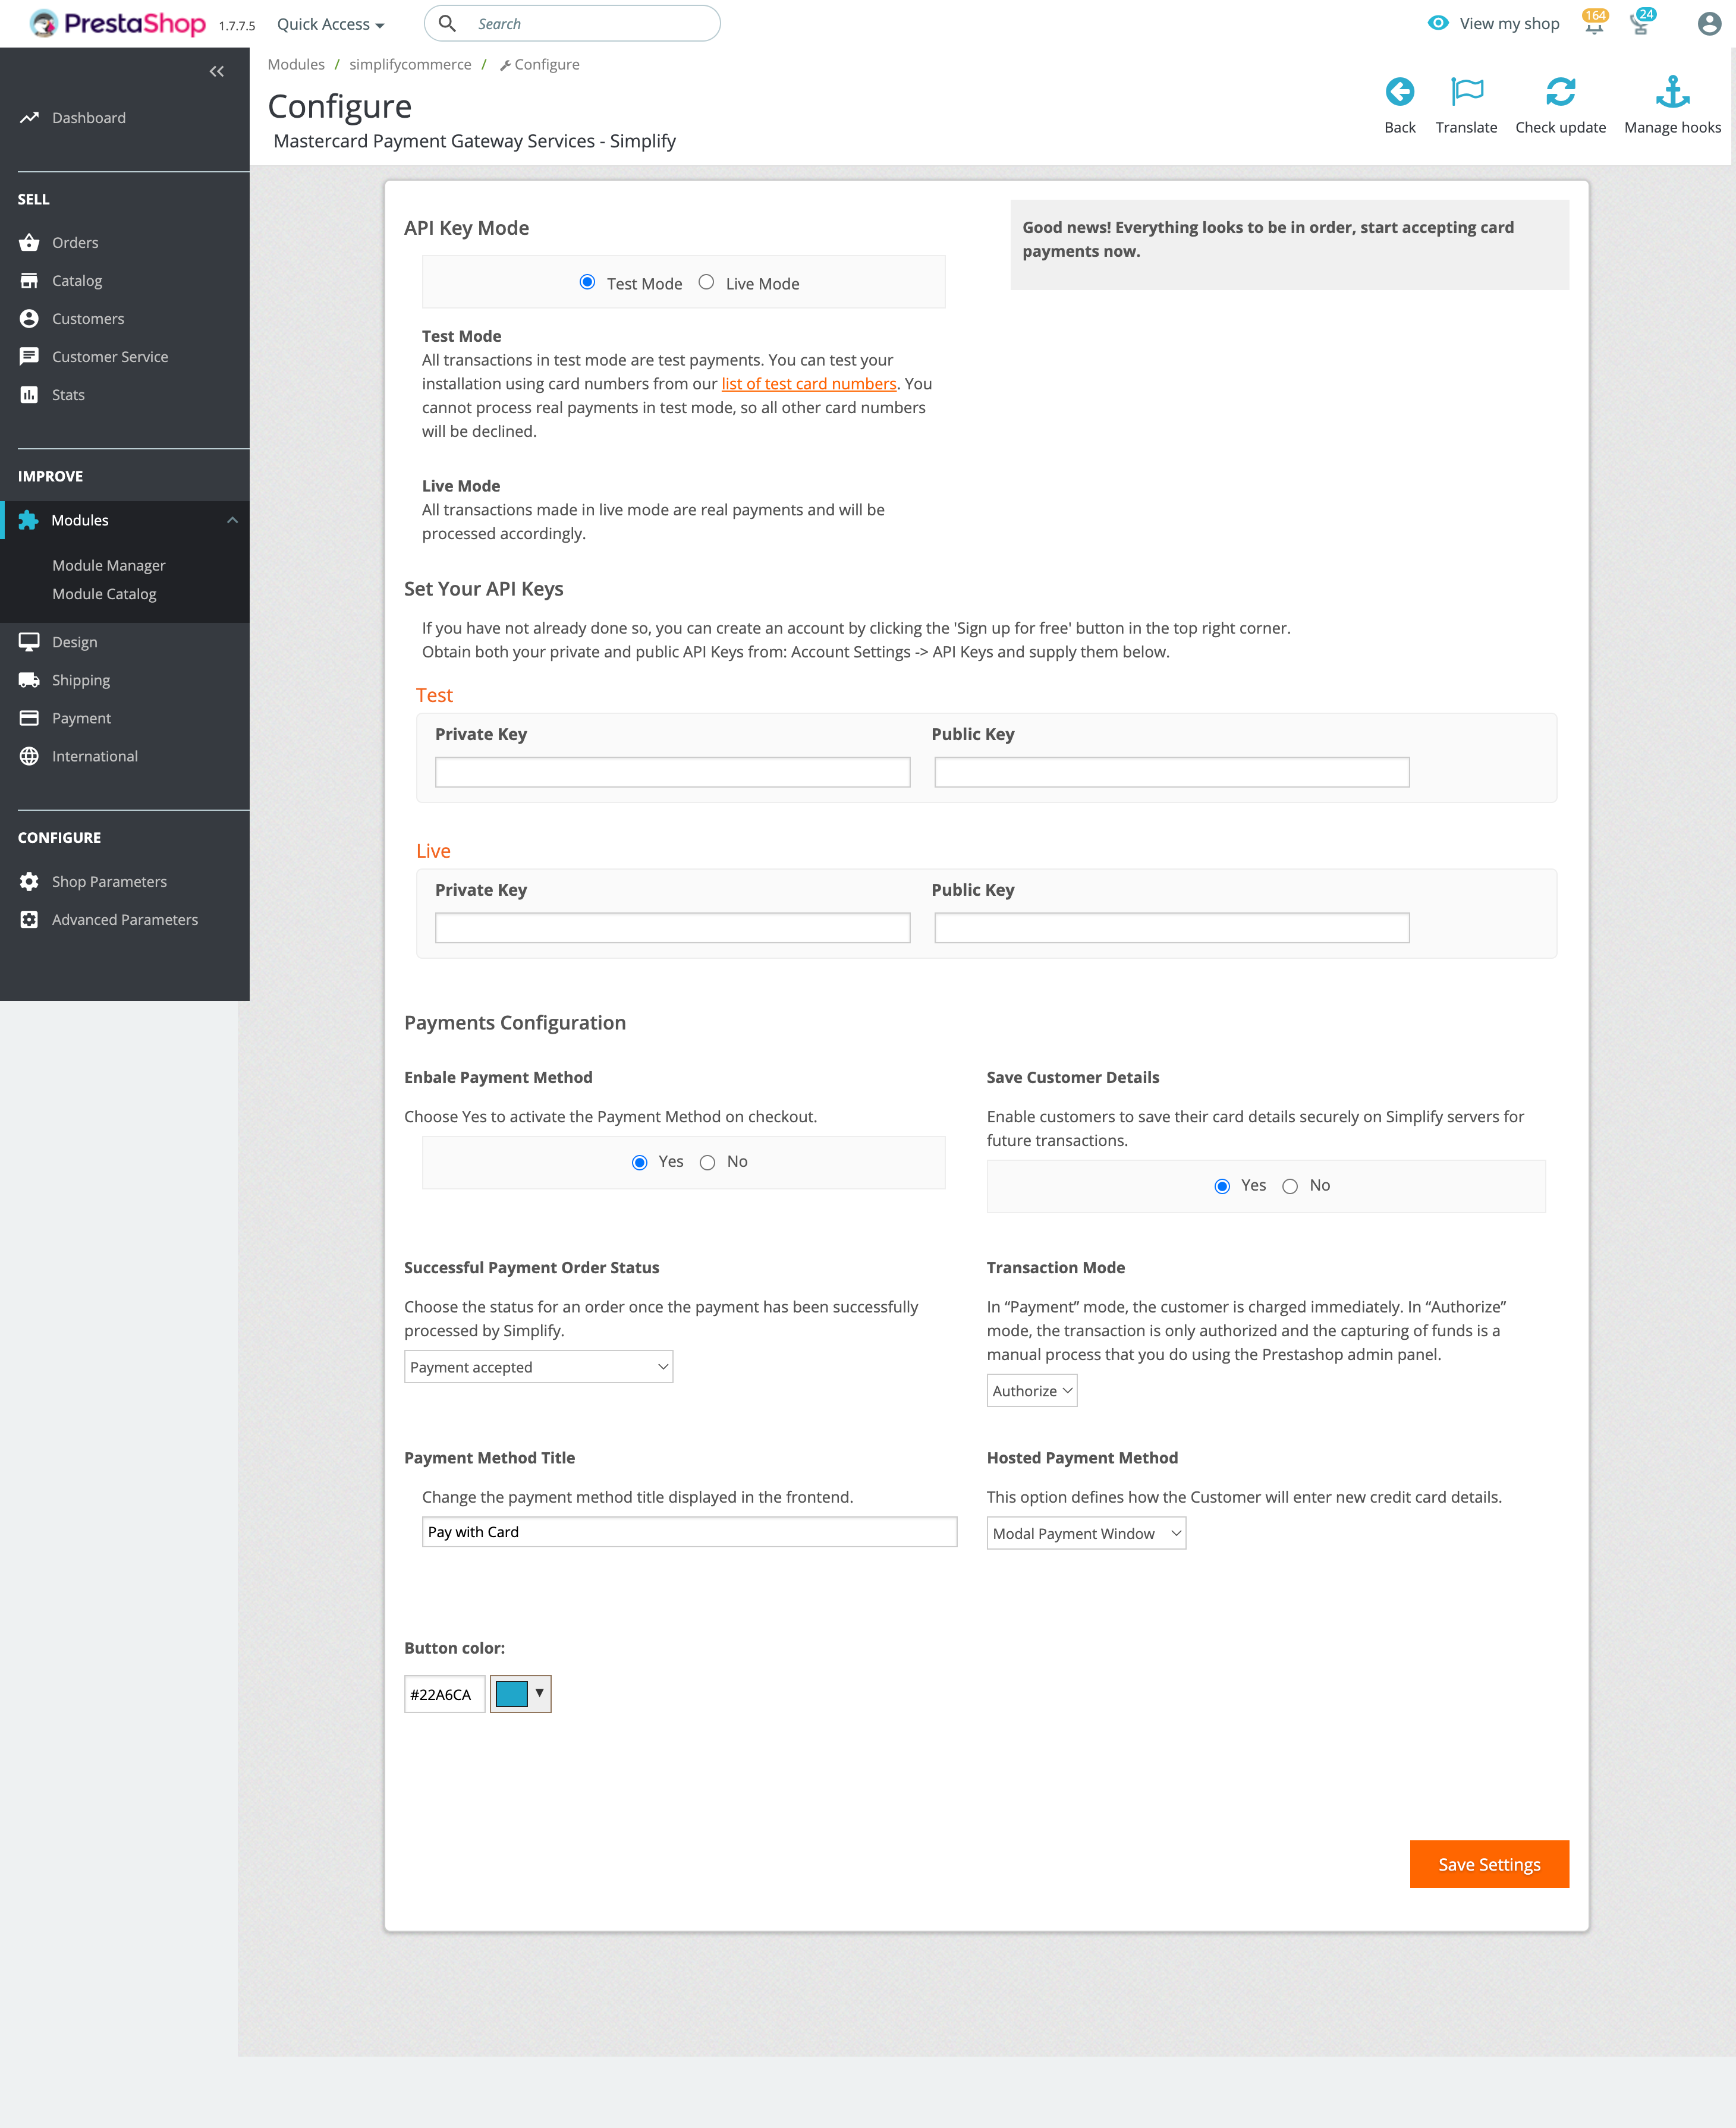 PrestaShop 1.7.7.5 Quick Access Search View my shop 164 24
Modules / simplifycommerce / Configure
Configure
Mastercard Payment Gateway Services - Simplify
Back Translate Check update Manage hooks
Dashboard
SELL
Orders
Catalog
Customers
Customer Service
Stats
IMPROVE
Modules
Module Manager
Module Catalog
Design
Shipping
Payment
International
CONFIGURE
Shop Parameters
Advanced Parameters
API Key Mode
Test Mode Live Mode
Good news! Everything looks to be in order, start accepting card
payments now.
Test Mode
All transactions in test mode are test payments. You can test your
installation using card numbers from our list of test card numbers. You
cannot process real payments in test mode, so all other card numbers
will be declined.
Live Mode
All transactions made in live mode are real payments and will be
processed accordingly.
Set Your API Keys
If you have not already done so, you can create an account by clicking the 'Sign up for free' button in the top right corner.
Obtain both your private and public API Keys from: Account Settings -> API Keys and supply them below.
Test
Private Key Public Key
Live
Private Key Public Key
Payments Configuration
Enbale Payment Method
Choose Yes to activate the Payment Method on checkout.
Yes No
Save Customer Details
Enable customers to save their card details securely on Simplify servers for
future transactions.
Yes No
Successful Payment Order Status
Choose the status for an order once the payment has been successfully
processed by Simplify.
Payment accepted
Transaction Mode
In “Payment” mode, the customer is charged immediately. In “Authorize”
mode, the transaction is only authorized and the capturing of funds is a
manual process that you do using the Prestashop admin panel.
Authorize
Payment Method Title
Change the payment method title displayed in the frontend.
Pay with Card
Hosted Payment Method
This option defines how the Customer will enter new credit card details.
Modal Payment Window
Button color:
#22A6CA
Save Settings